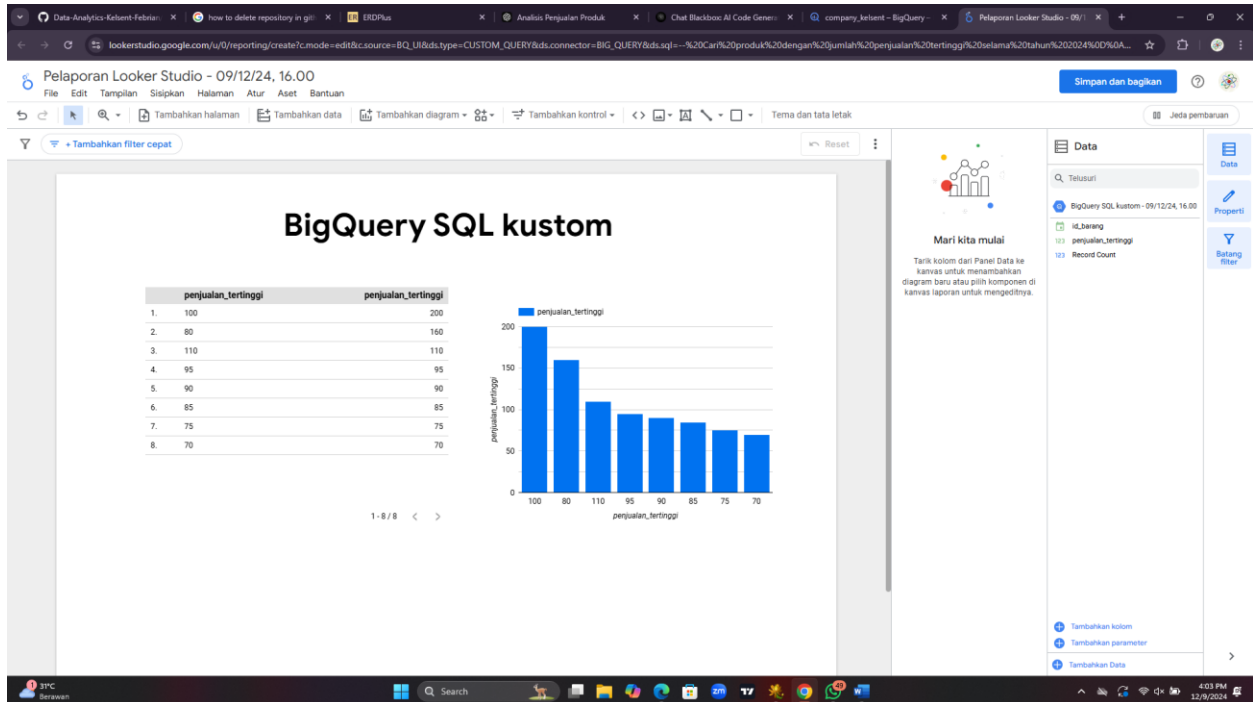 Data-Analytics-Kelsent-Febrian:
how to delete repository in git
ER ERDPlus
Analisis Penjualan Produk
Chat Blackbox: AI Code Genera
company_kelsent – BigQuery –
Pelaporan Looker Studio - 09/1
lookerstudio.google.com/u/0/reporting/create?c.mode=edit&c.source=BQ_UI&ds.type=CUSTOM_QUERY&ds.connector=BIG_QUERY&ds.sql=--%20Cari%20produk%20dengan%20jumlah%20penjualan%20tertinggi%20selama%20tahun%202024%0D%0A...
Pelaporan Looker Studio - 09/12/24, 16.00
File Edit Tampilan Sisipkan Halaman Atur Aset Bantuan
Simpan dan bagikan
Tambahkan halaman Tambahkan data Tambahkan diagram Tambahkan kontrol Tema dan tata letak
Jeda pembaruan
+ Tambahkan filter cepat
Reset
BigQuery SQL kustom
penjualan_tertinggi penjualan_tertinggi
1. 100 200
2. 80 160
3. 110 110
4. 95 95
5. 90 90
6. 85 85
7. 75 75
8. 70 70
1 - 8 / 8 < >
penjualan_tertinggi
200
150
100
50
0
penjualan_tertinggi
100 80 110 95 90 85 75 70
penjualan_tertinggi
Mari kita mulai
Tarik kolom dari Panel Data ke
kanvas untuk menambahkan
diagram baru atau pilih komponen di
kanvas laporan untuk mengeditnya.
Data
Telusuri
BigQuery SQL kustom - 09/12/24, 16.00
id_barang
123 penjualan_tertinggi
123 Record Count
Tambahkan kolom
Tambahkan parameter
Tambahkan Data
Data
Properti
Batang
filter
1
31°C
Berawan
Search
zm
49
4:03 PM
12/9/2024